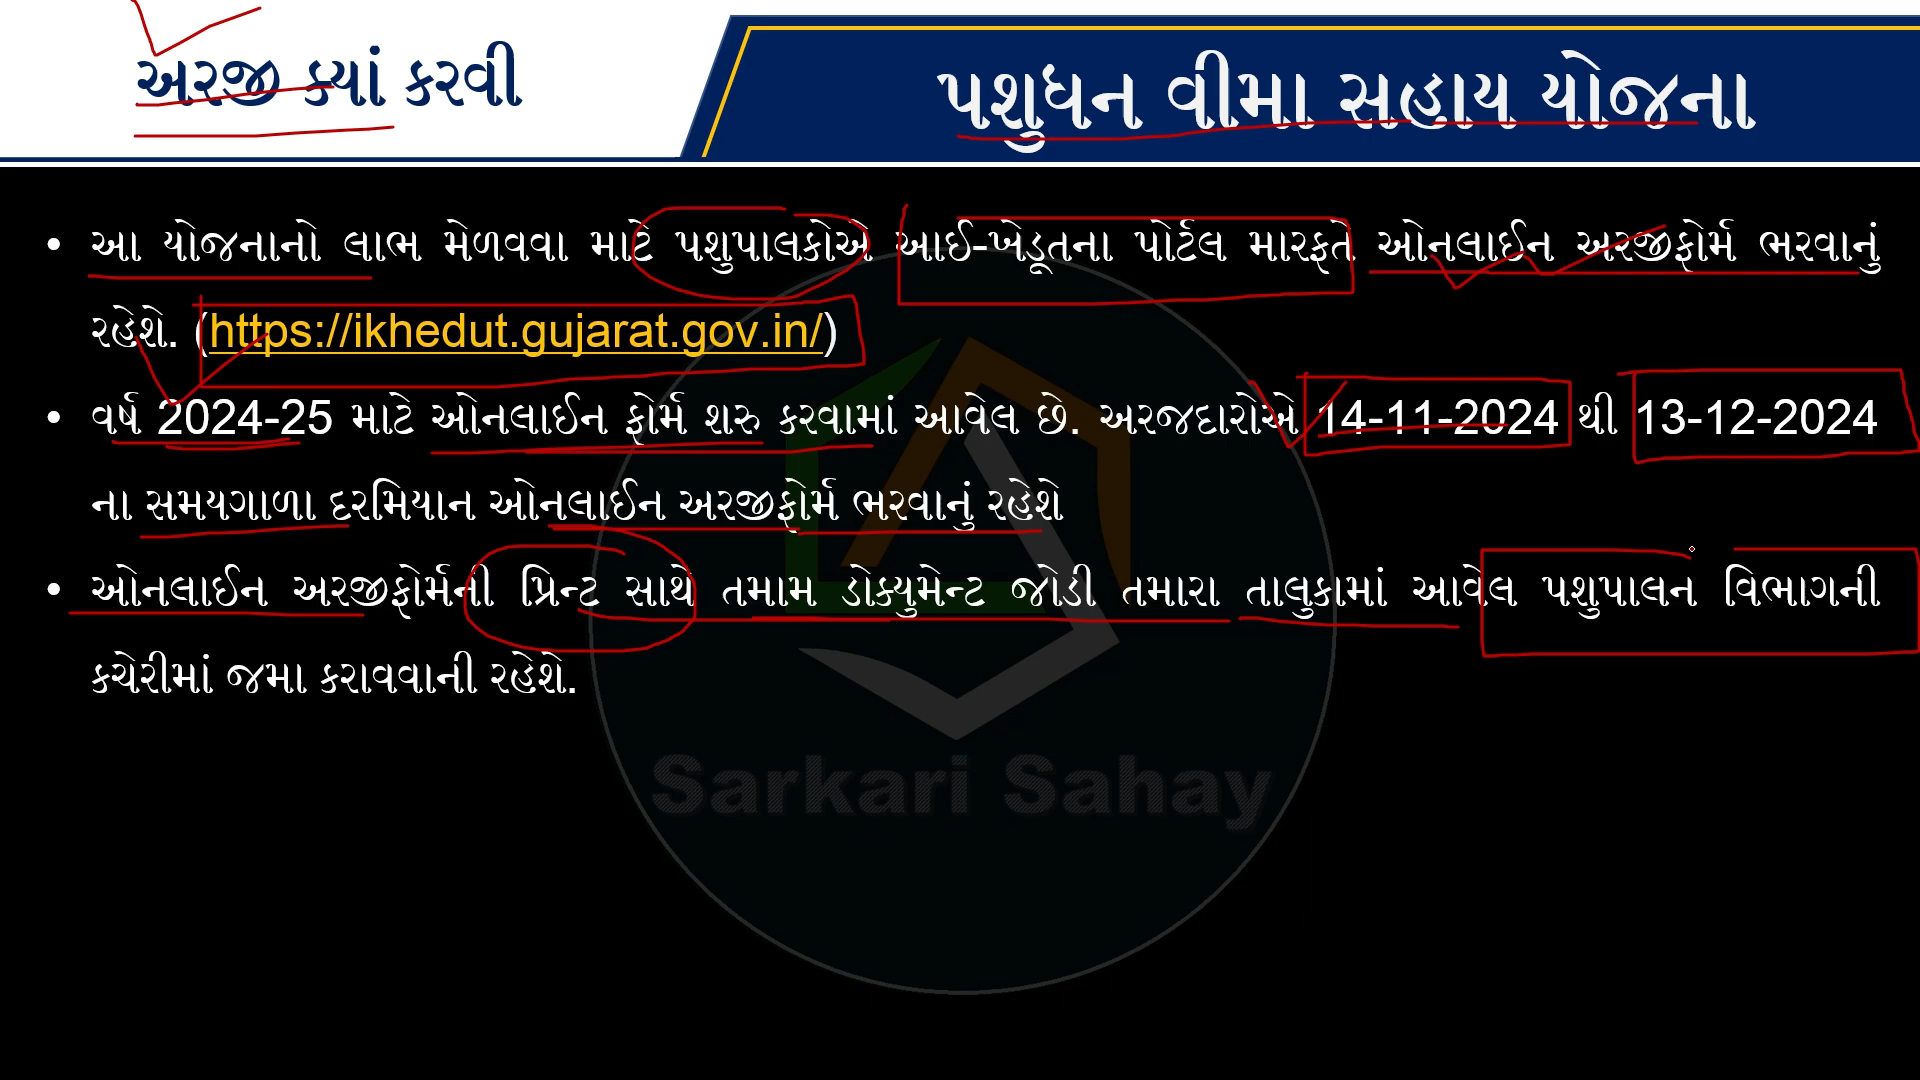 અરજી ક્યાં કરવી
પશુધન વીમા સહાય યોજના
• આ યોજનાનો લાભ મેળવવા માટે પશુપાલકોએ આઈ-ખેડૂતના પોર્ટલ મારફતે ઓનલાઈન અરજીફોર્મ ભરવાનું
રહેશે. (https://ikhedut.gujarat.gov.in/)
• વર્ષ 2024-25 માટે ઓનલાઈન ફોર્મ શરુ કરવામાં આવેલ છે. અરજદારોએ 14-11-2024 થી 13-12-2024
ના સમયગાળા દરમિયાન ઓનલાઈન અરજીફોર્મ ભરવાનું રહેશે
• ઓનલાઈન અરજીફોર્મની પ્રિન્ટ સાથે તમામ ડોક્યુમેન્ટ જોડી તમારા તાલુકામાં આવેલ પશુપાલન વિભાગની
કચેરીમાં જમા કરાવવાની રહેશે.
Sarkari Sahay